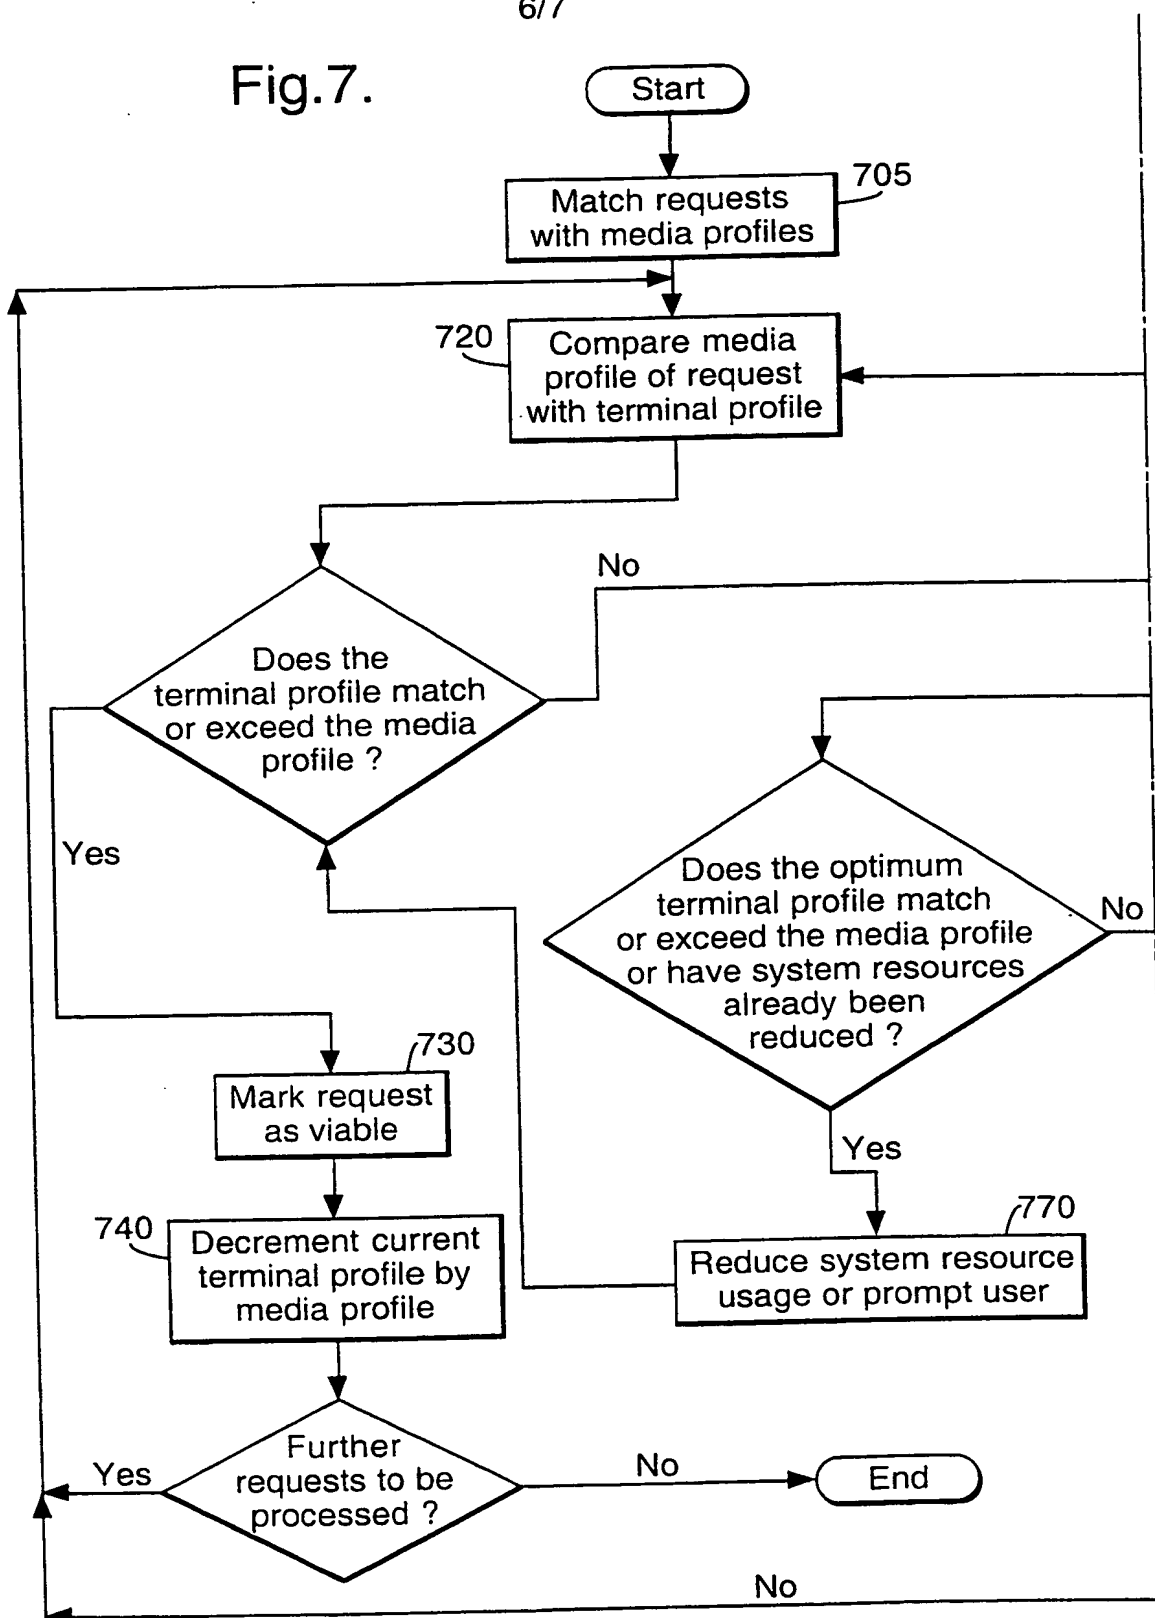 6/7
Fig.7.
Start
705
Match requests
with media profiles
720
Compare media
profile of request
with terminal profile
No
Does the
terminal profile match
or exceed the media
profile ?
Yes
Does the optimum
terminal profile match
or exceed the media profile
or have system resources
already been
reduced ?
No
730
Mark request
as viable
Yes
740
Decrement current
terminal profile by
media profile
770
Reduce system resource
usage or prompt user
Further
requests to be
processed ?
Yes
No
End
No